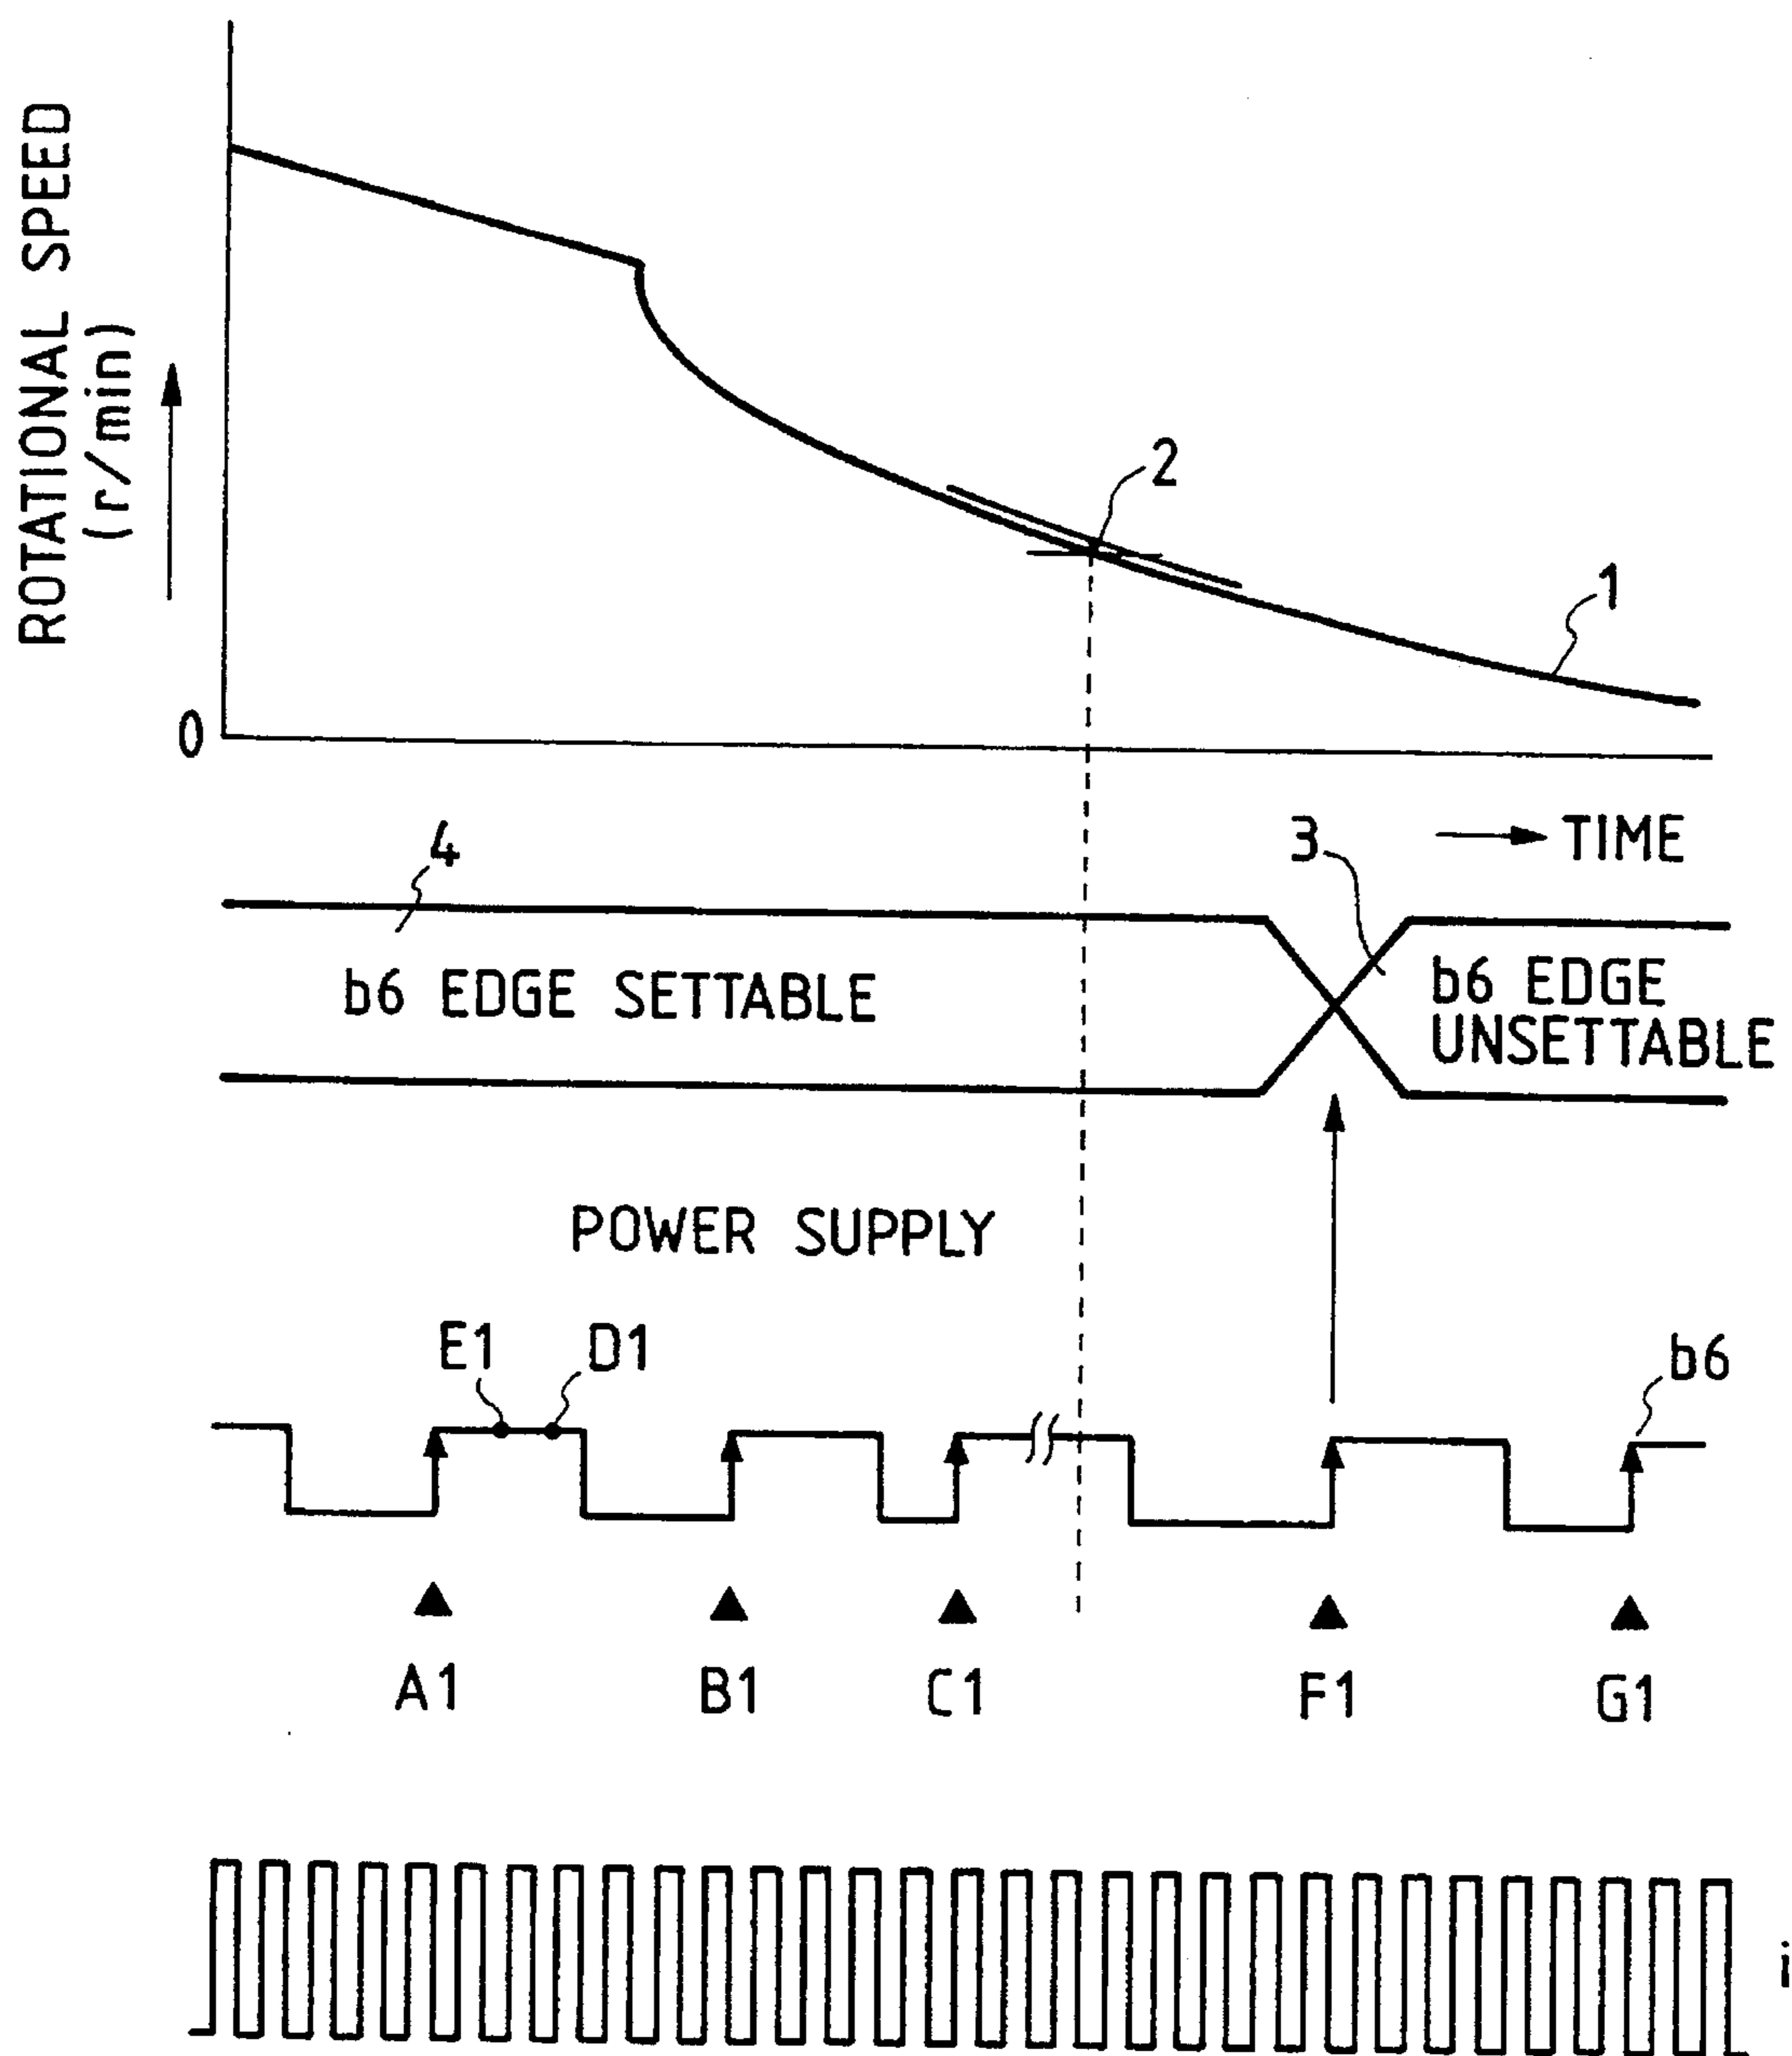 ROTATIONAL SPEED
(r/min)
2
1
0
TIME
4
3
b6 EDGE SETTABLE
b6 EDGE
UNSETTABLE
POWER SUPPLY
E1
D1
b6
A1
B1
C1
F1
G1
i